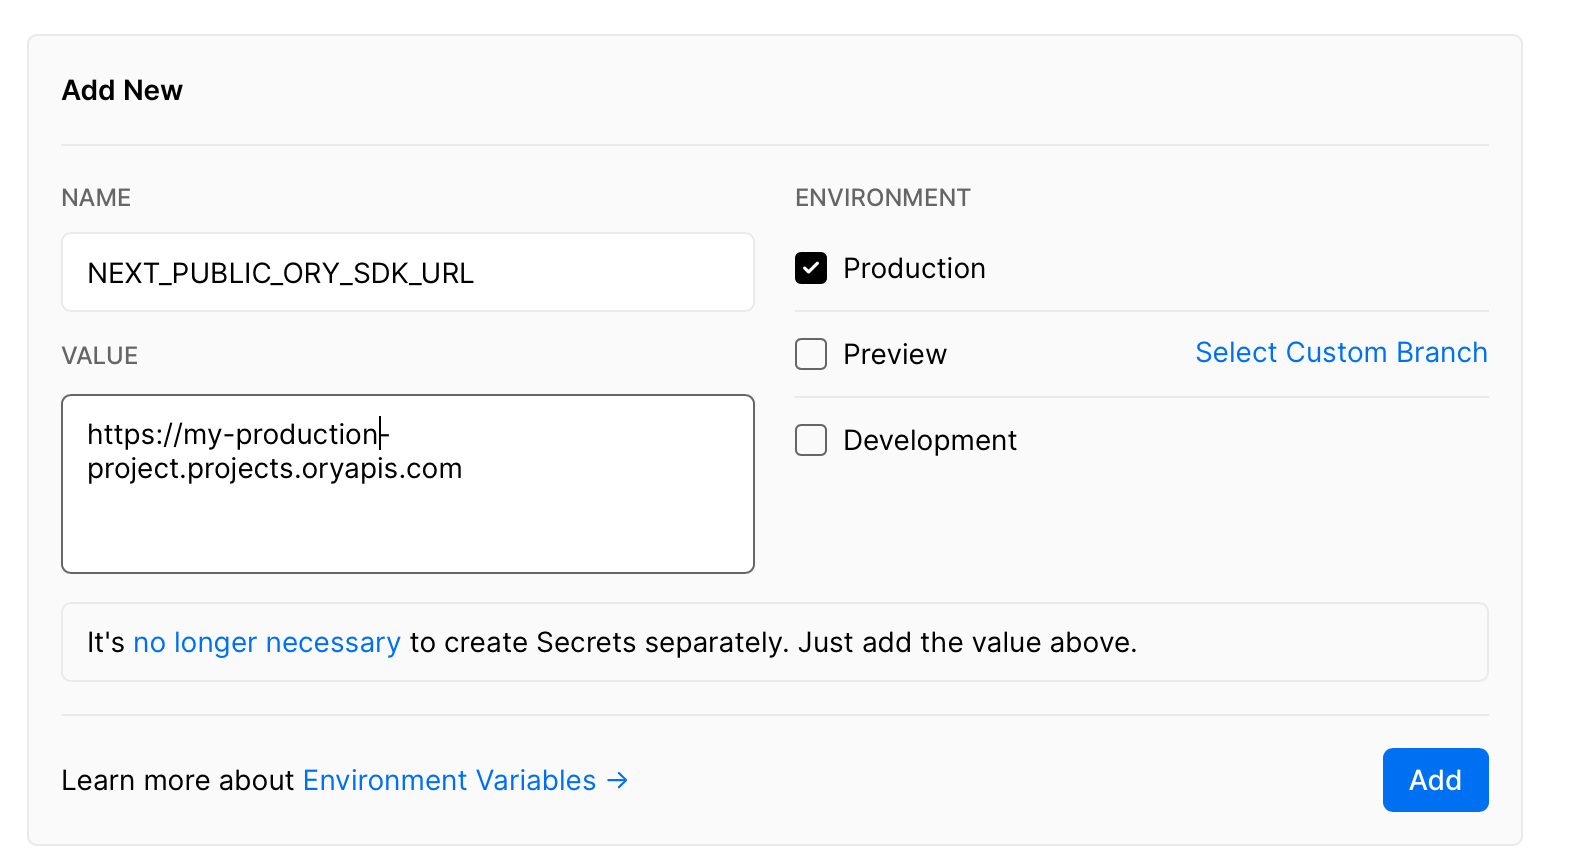 Add New
NAME
NEXT_PUBLIC_ORY_SDK_URL
VALUE
https://my-production-
project.projects.oryapis.com
ENVIRONMENT
Production
Preview
Select Custom Branch
Development
It's no longer necessary to create Secrets separately. Just add the value above.
Learn more about Environment Variables →
Add